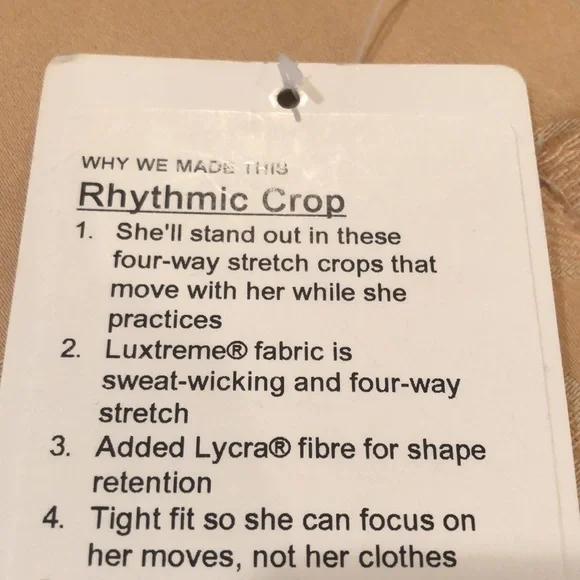 WHY WE MADE THIS
Rhythmic Crop
1. She'll stand out in these
four-way stretch crops that
move with her while she
practices
2. Luxtreme® fabric is
sweat-wicking and four-way
stretch
3. Added Lycra® fibre for shape
retention
4. Tight fit so she can focus on
her moves, not her clothes